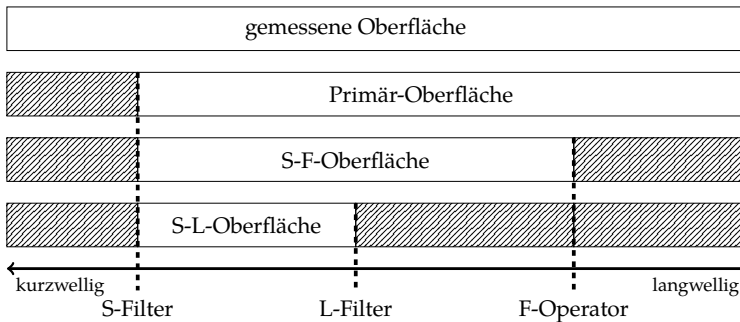 gemessene Oberfläche
Primär-Oberfläche
S-F-Oberfläche
S-L-Oberfläche
kurzwellig langwellig
S-Filter L-Filter F-Operator